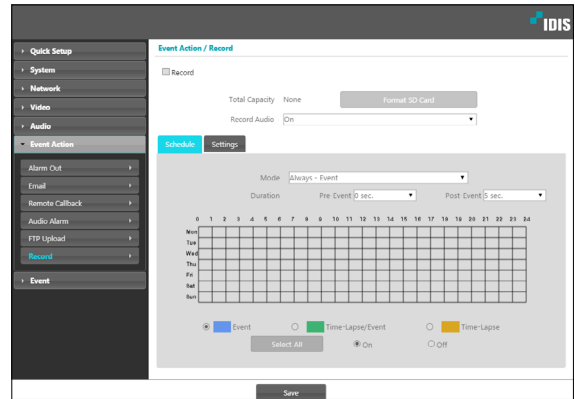 IDIS
Quick Setup
System
Network
Video
Audio
Event Action
Alarm Out
Email
Remote Callback
Audio Alarm
FTP Upload
Record
Event
Event Action / Record
Record
Total Capacity None Format SD Card
Record Audio On
Schedule Settings
Mode Always - Event
Duration Pre Event 0 sec. Post Event 5 sec.
0 1 2 3 4 5 6 7 8 9 10 11 12 13 14 15 16 17 18 19 20 21 22 23 24
Mon
Tue
Wed
Thu
Fri
Sat
Sun
Event Time-Lapse/Event Time-Lapse
Select All On Off
Save